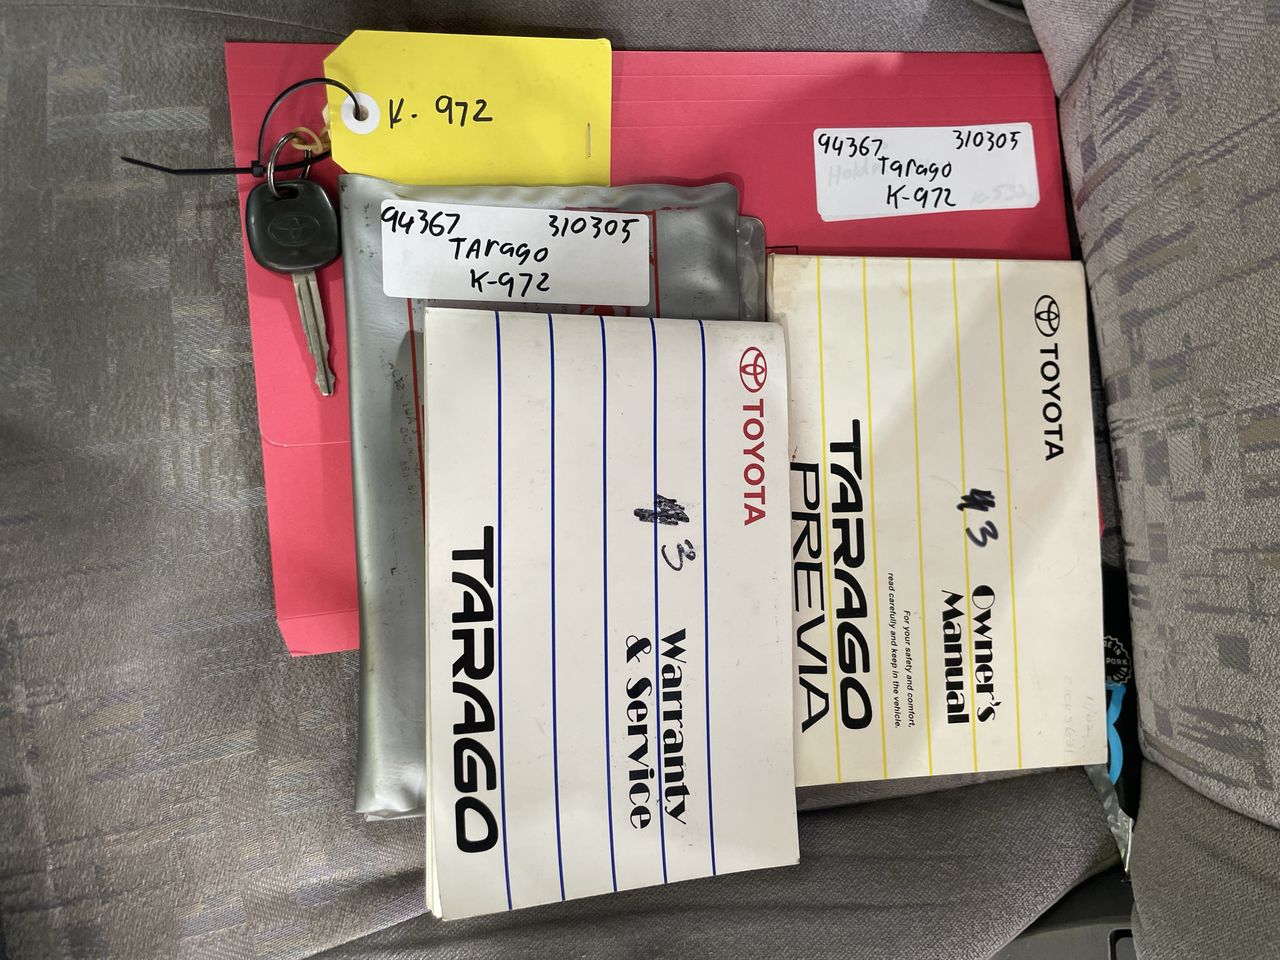 K-972
94367 310305
Tarago
K-972
94367 310305
TArago
K-972
TOYOTA
3
Warranty
& Service
TARAGO
TOYOTA
3
Owner's
Manual
For your safety and comfort,
read carefully and keep in the vehicle.
TARAGO
PREVIA